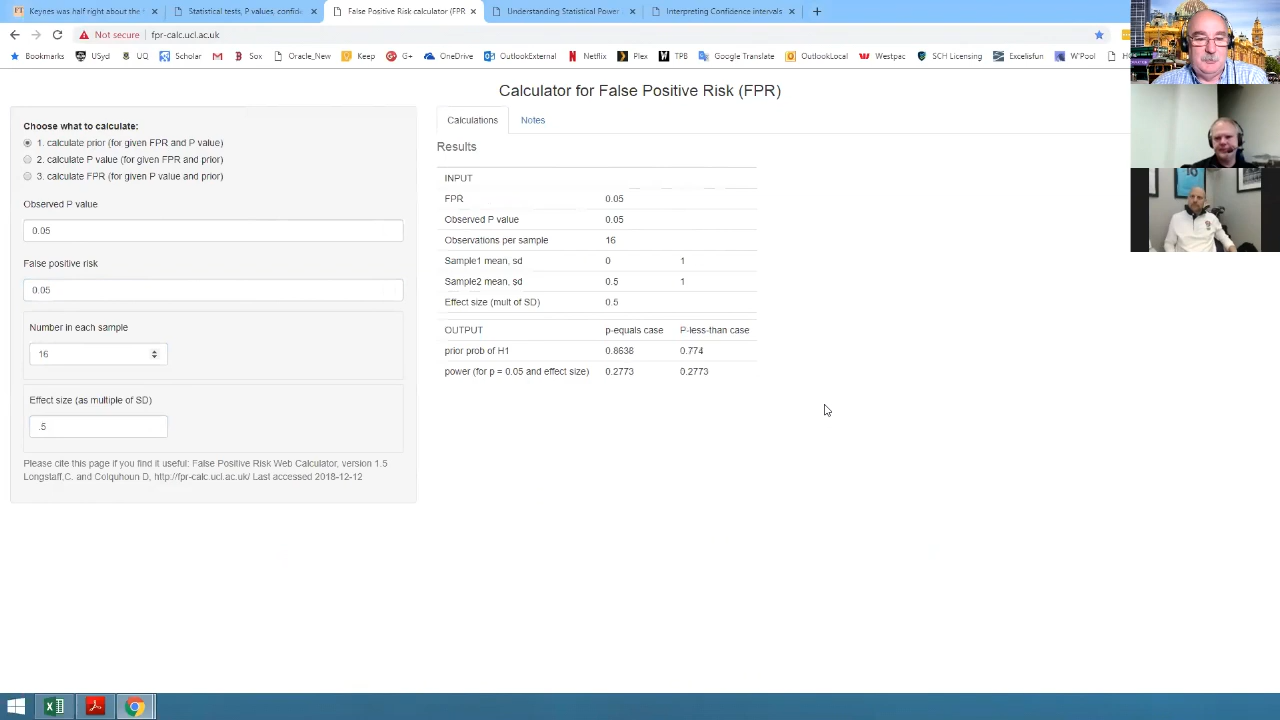 Keynes was half right about the
Statistical tests, P values, confide
False Positive Risk calculator (FPR
Understanding Statistical Power
Interpreting Confidence intervals
Not secure
fpr-calc.ucl.ac.uk
Bookmarks
USyd
UQ
Scholar
Sox
Oracle_New
Keep
G+
OutlookExternal
Netflix
Plex
TPB
Google Translate
OutlookLocal
Westpac
SCH Licensing
Excelisfun
W'Pool
Calculator for False Positive Risk (FPR)
Choose what to calculate:
1. calculate prior (for given FPR and P value)
2. calculate P value (for given FPR and prior)
3. calculate FPR (for given P value and prior)
Observed P value
0.05
False positive risk
0.05
Number in each sample
16
Effect size (as multiple of SD)
.5
Please cite this page if you find it useful: False Positive Risk Web Calculator, version 1.5
Longstaff,C. and Colquhoun D, http://fpr-calc.ucl.ac.uk/ Last accessed 2018-12-12
Calculations Notes
Results
INPUT
FPR 0.05
Observed P value 0.05
Observations per sample 16
Sample1 mean, sd 0 1
Sample2 mean, sd 0.5 1
Effect size (mult of SD) 0.5
OUTPUT p-equals case P-less-than case
prior prob of H1 0.8638 0.774
power (for p = 0.05 and effect size) 0.2773 0.2773